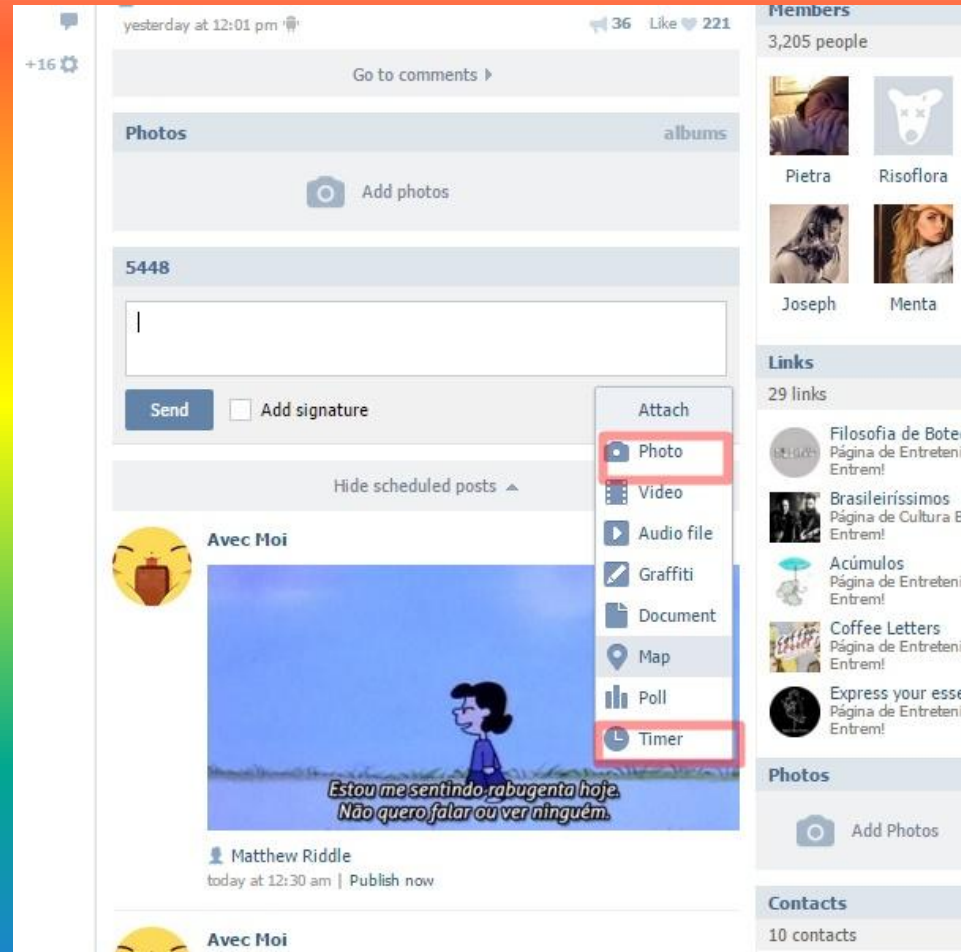 yesterday at 12:01 pm
36 Like 221
+16
Go to comments
Photos
albums
Add photos
5448
Send
Add signature
Attach
Photo
Video
Audio file
Graffiti
Document
Map
Poll
Timer
Hide scheduled posts
Avec Moi
Estou me sentindo rabugenta hoje.
Não quero falar ou ver ninguém.
Matthew Riddle
today at 12:30 am | Publish now
Avec Moi
Members
3,205 people
Pietra
Risoflora
Joseph
Menta
Links
29 links
Filosofia de Bote
Página de Entreteni
Entrem!
Brasileiríssimos
Página de Cultura B
Entrem!
Acúmulos
Página de Entreteni
Entrem!
Coffee Letters
Página de Entreteni
Entrem!
Express your esse
Página de Entreteni
Entrem!
Photos
Add Photos
Contacts
10 contacts